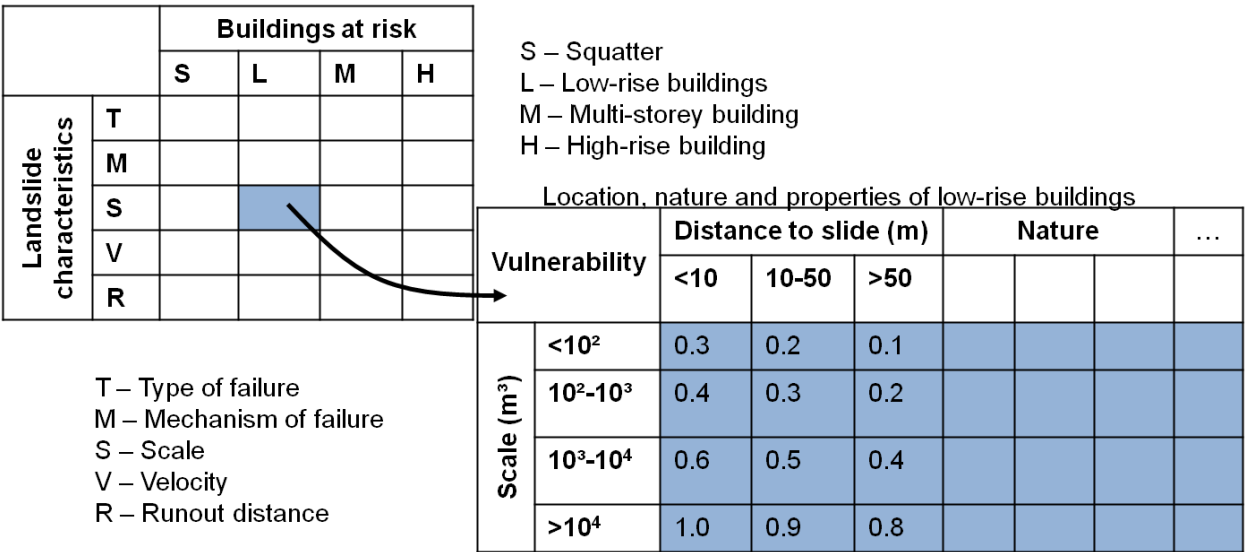 Buildings at risk
S L M H
Landslide characteristics
T
M
S
V
R
S – Squatter
L – Low-rise buildings
M – Multi-storey building
H – High-rise building
T – Type of failure
M – Mechanism of failure
S – Scale
V – Velocity
R – Runout distance
Location, nature and properties of low-rise buildings
Vulnerability Distance to slide (m) Nature ...
<10 10-50 >50
Scale (m³)
<10² 0.3 0.2 0.1
10²-10³ 0.4 0.3 0.2
10³-10⁴ 0.6 0.5 0.4
>10⁴ 1.0 0.9 0.8